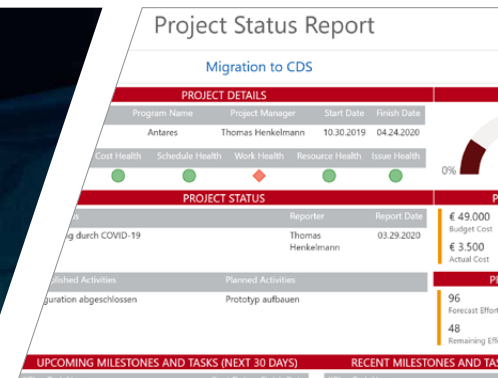 Project Status Report
Migration to CDS
PROJECT DETAILS
Program Name Project Manager Start Date Finish Date
Antares Thomas Henkelmann 10.30.2019 04.24.2020
Cost Health Schedule Health Work Health Resource Health Issue Health
0%
PROJECT STATUS
Reporter Report Date
durch COVID-19 Thomas Henkelmann 03.29.2020
€ 49.000
Budget Cost
€ 3.500
Actual Cost
Activities Planned Activities
abgeschlossen Prototyp aufbauen
96
Forecast Effort
48
Remaining
UPCOMING MILESTONES AND TASKS (NEXT 30 DAYS) RECENT MILESTONES AND